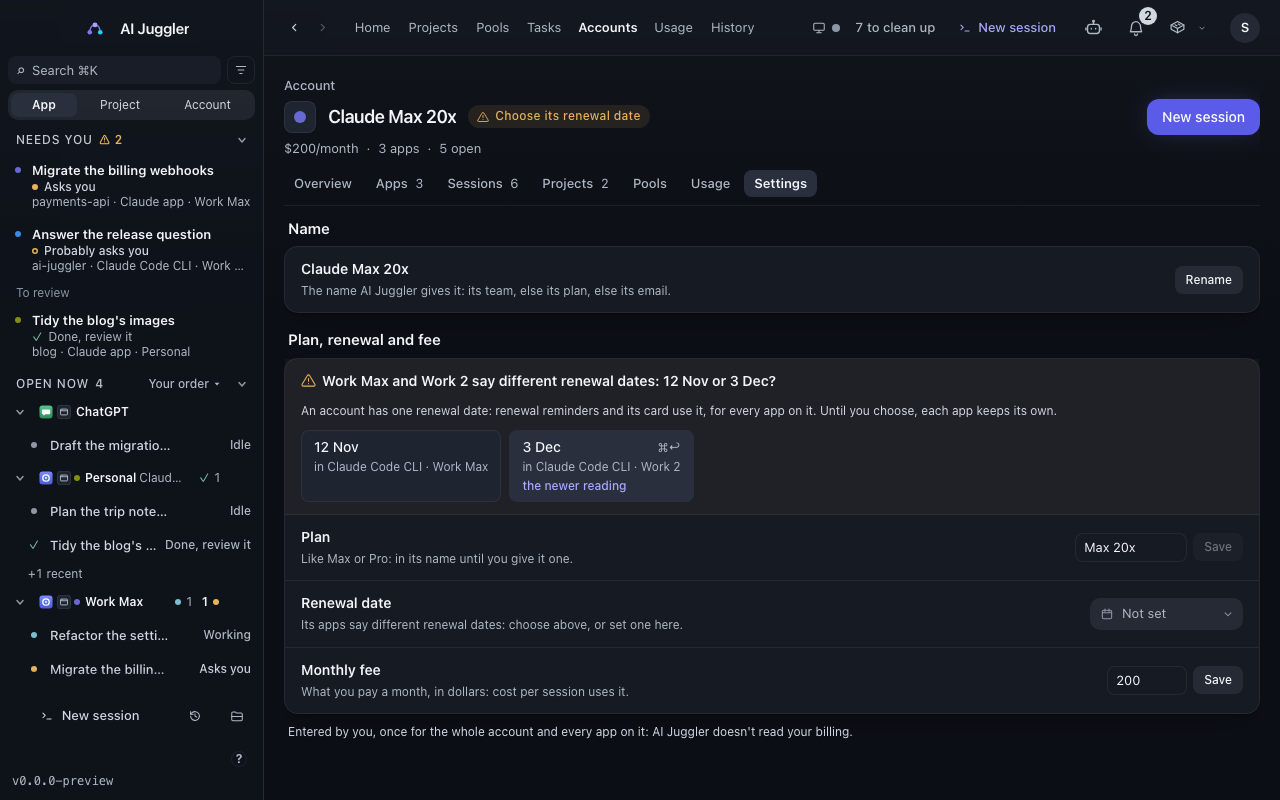 AI Juggler
Search ⌘K
App Project Account
NEEDS YOU 2
Migrate the billing webhooks
Asks you
payments-api · Claude app · Work Max
Answer the release question
Probably asks you
ai-juggler · Claude Code CLI · Work ...
To review
Tidy the blog's images
Done, review it
blog · Claude app · Personal
OPEN NOW 4 Your order
ChatGPT
Draft the migratio... Idle
Personal Claud... 1
Plan the trip note... Idle
Tidy the blog's ... Done, review it
+1 recent
Work Max 1 1
Refactor the setti... Working
Migrate the billin... Asks you
New session
?
v0.0.0-preview
Home Projects Pools Tasks Accounts Usage History
7 to clean up New session 2 S
Account
Claude Max 20x Choose its renewal date
New session
$200/month · 3 apps · 5 open
Overview Apps 3 Sessions 6 Projects 2 Pools Usage Settings
Name
Claude Max 20x
The name AI Juggler gives it: its team, else its plan, else its email.
Rename
Plan, renewal and fee
Work Max and Work 2 say different renewal dates: 12 Nov or 3 Dec?
An account has one renewal date: renewal reminders and its card use it, for every app on it. Until you choose, each app keeps its own.
12 Nov
in Claude Code CLI · Work Max
3 Dec ⌘↩
in Claude Code CLI · Work 2
the newer reading
Plan
Like Max or Pro: in its name until you give it one.
Max 20x Save
Renewal date
Its apps say different renewal dates: choose above, or set one here.
Not set
Monthly fee
What you pay a month, in dollars: cost per session uses it.
200 Save
Entered by you, once for the whole account and every app on it: AI Juggler doesn't read your billing.